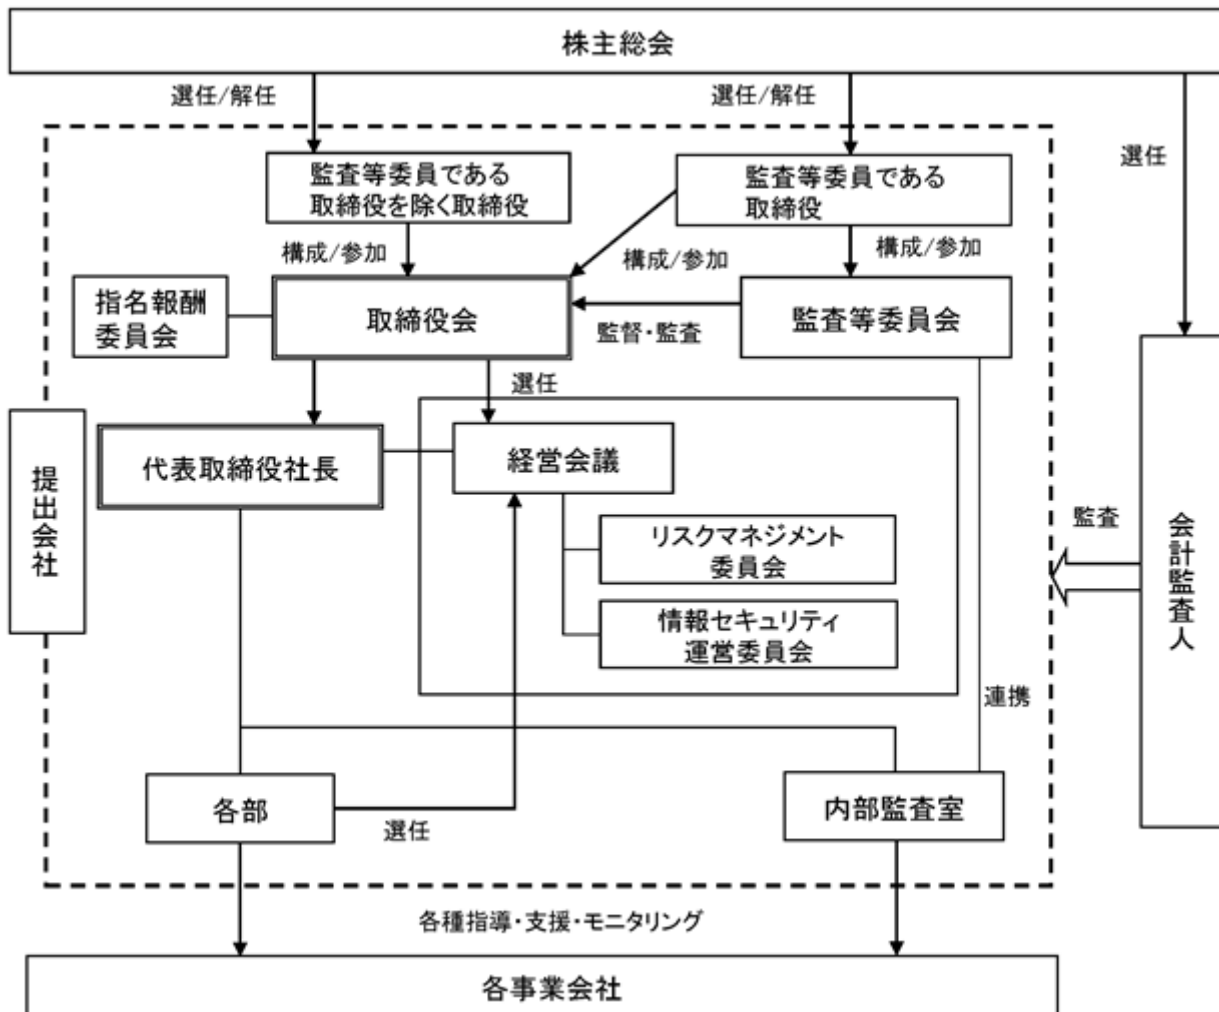 株主総会
選任/解任
選任/解任
選任
監査等委員である
取締役を除く取締役
監査等委員である
取締役
構成/参加
構成/参加
構成/参加
指名報酬
委員会
取締役会
監査等委員会
監督・監査
選任
代表取締役社長
経営会議
提出会社
リスクマネジメント
委員会
情報セキュリティ
運営委員会
監査
会計監査人
連携
各部
選任
内部監査室
各種指導・支援・モニタリング
各事業会社